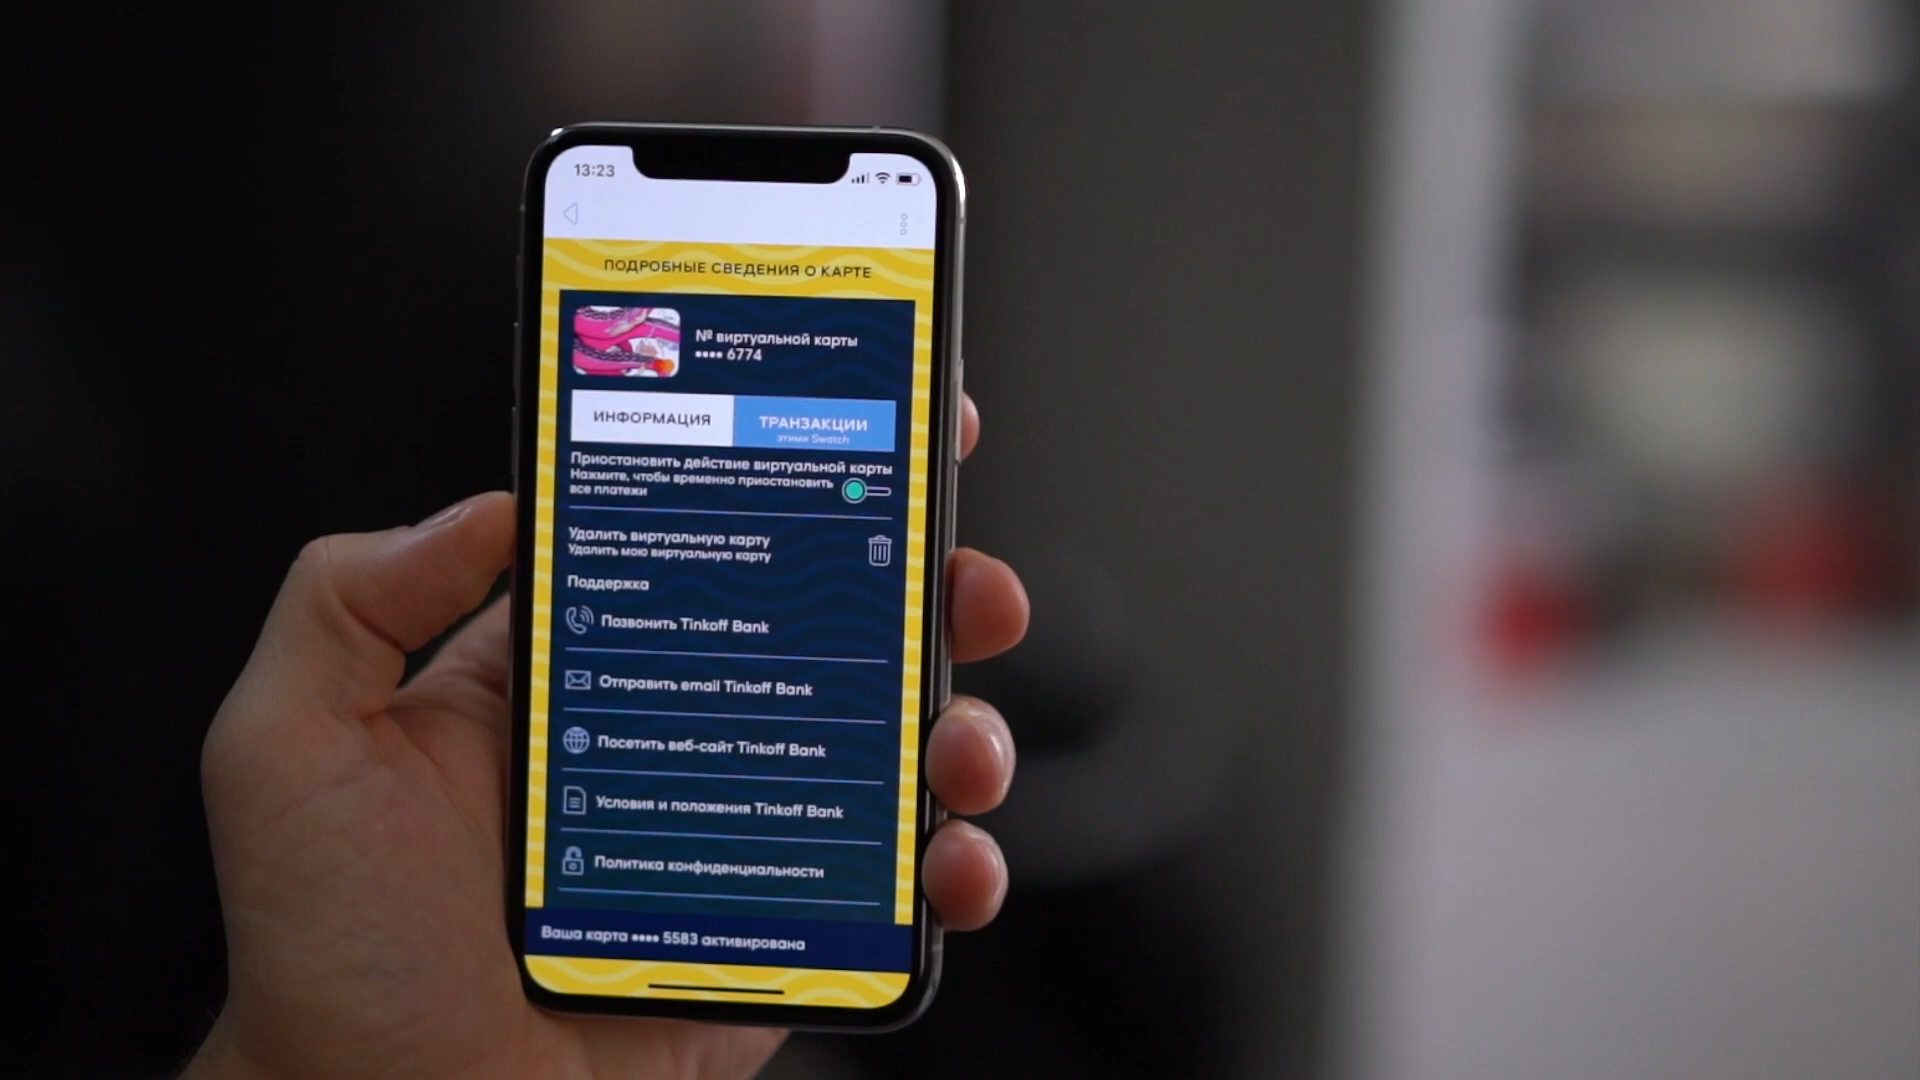 13:23
ПОДРОБНЫЕ СВЕДЕНИЯ О КАРТЕ
№ виртуальной карты
•••• 6774
ИНФОРМАЦИЯ
ТРАНЗАКЦИИ
этими Swatch
Приостановить действие виртуальной карты
Нажмите, чтобы временно приостановить
все платежи
Удалить виртуальную карту
Удалить мою виртуальную карту
Поддержка
Позвонить Tinkoff Bank
Отправить email Tinkoff Bank
Посетить веб-сайт Tinkoff Bank
Условия и положения Tinkoff Bank
Политика конфиденциальности
Ваша карта •••• 5583 активирована